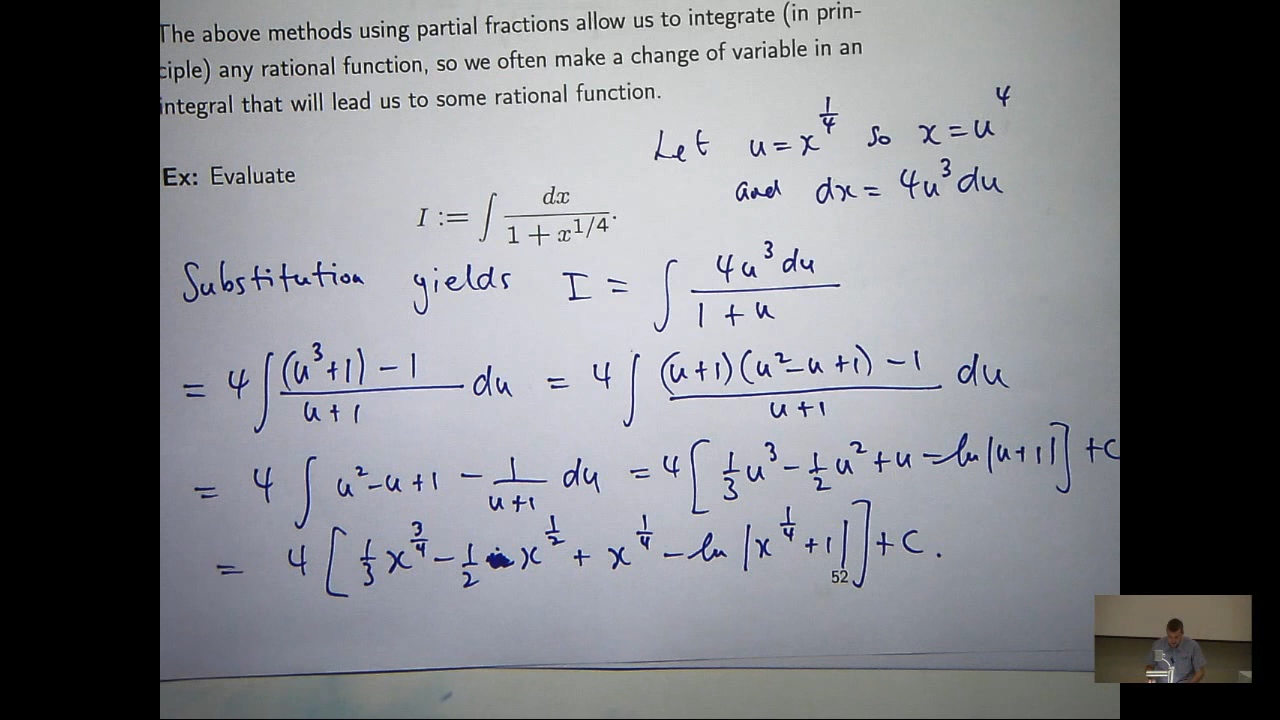 The above methods using partial fractions allow us to integrate (in prin-
ciple) any rational function, so we often make a change of variable in an
integral that will lead us to some rational function.
Let u = x^{1/4} so x = u^4
and dx = 4u^3 du
Ex: Evaluate
I := ∫ dx / (1 + x^{1/4}).
Substitution yields I = ∫ 4u^3 du / (1 + u)
= 4 ∫ ((u^3+1) - 1) / (u+1) du = 4 ∫ ((u+1)(u^2-u+1) - 1) / (u+1) du
= 4 ∫ u^2 - u + 1 - 1/(u+1) du = 4 [ 1/3 u^3 - 1/2 u^2 + u - ln|u+1| ] + C
= 4 [ 1/3 x^{3/4} - 1/2 x^{1/2} + x^{1/4} - ln |x^{1/4} + 1| ] + C.
52